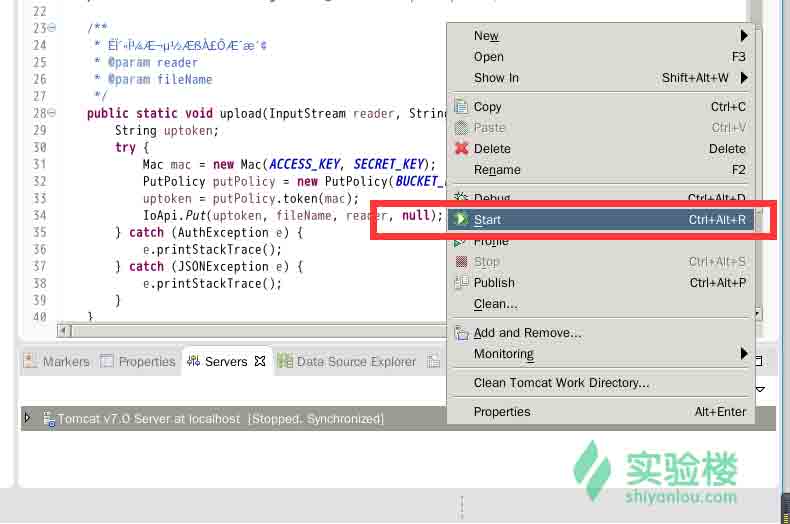 22
23 /**
24 * ËÏ´«Í¼Æ¬µ½ÆßÀ£ÔÆ´æ´¢
25 * @param reader
26 * @param fileName
27 */
28 public static void upload(InputStream reader, String
29 String uptoken;
30 try {
31 Mac mac = new Mac(ACCESS_KEY, SECRET_KEY);
32 PutPolicy putPolicy = new PutPolicy(BUCKET_
33 uptoken = putPolicy.token(mac);
34 IoApi.Put(uptoken, fileName, reader, null);
35 } catch (AuthException e) {
36 e.printStackTrace();
37 } catch (JSONException e) {
38 e.printStackTrace();
39 }
40 }
New
Open F3
Show In Shift+Alt+W
Copy Ctrl+C
Paste Ctrl+V
Delete Delete
Rename F2
Debug Ctrl+Alt+D
Start Ctrl+Alt+R
Profile
Stop Ctrl+Alt+S
Publish Ctrl+Alt+P
Clean...
Add and Remove...
Monitoring
Clean Tomcat Work Directory...
Properties Alt+Enter
Markers Properties Servers Data Source Explorer
Tomcat v7.0 Server at localhost [Stopped, Synchronized]
实验楼
shiyanlou.com